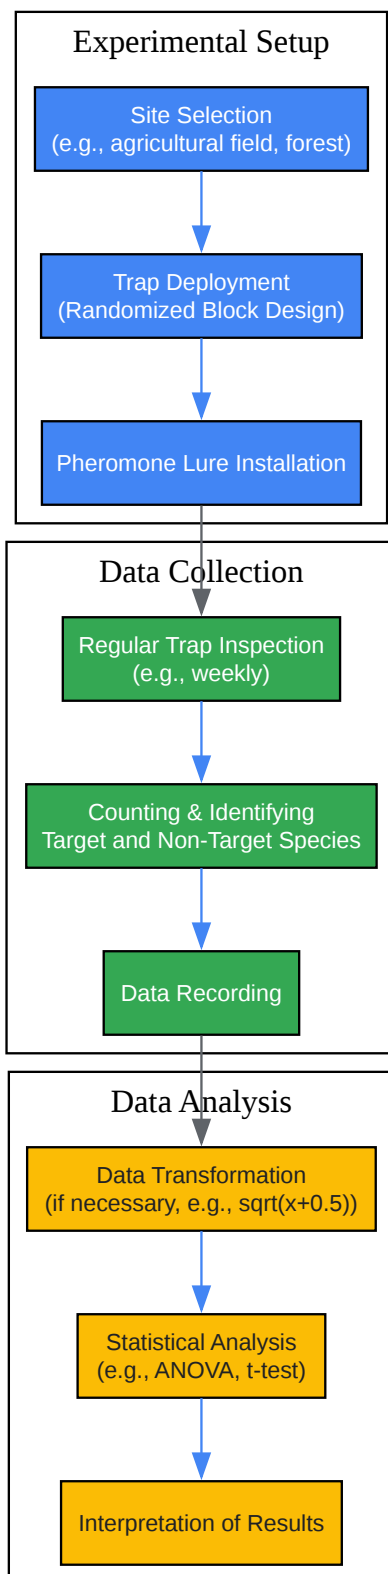 Experimental Setup
Site Selection
(e.g., agricultural field, forest)
Trap Deployment
(Randomized Block Design)
Pheromone Lure Installation
Data Collection
Regular Trap Inspection
(e.g., weekly)
Counting & Identifying
Target and Non-Target Species
Data Recording
Data Analysis
Data Transformation
(if necessary, e.g., sqrt(x+0.5))
Statistical Analysis
(e.g., ANOVA, t-test)
Interpretation of Results